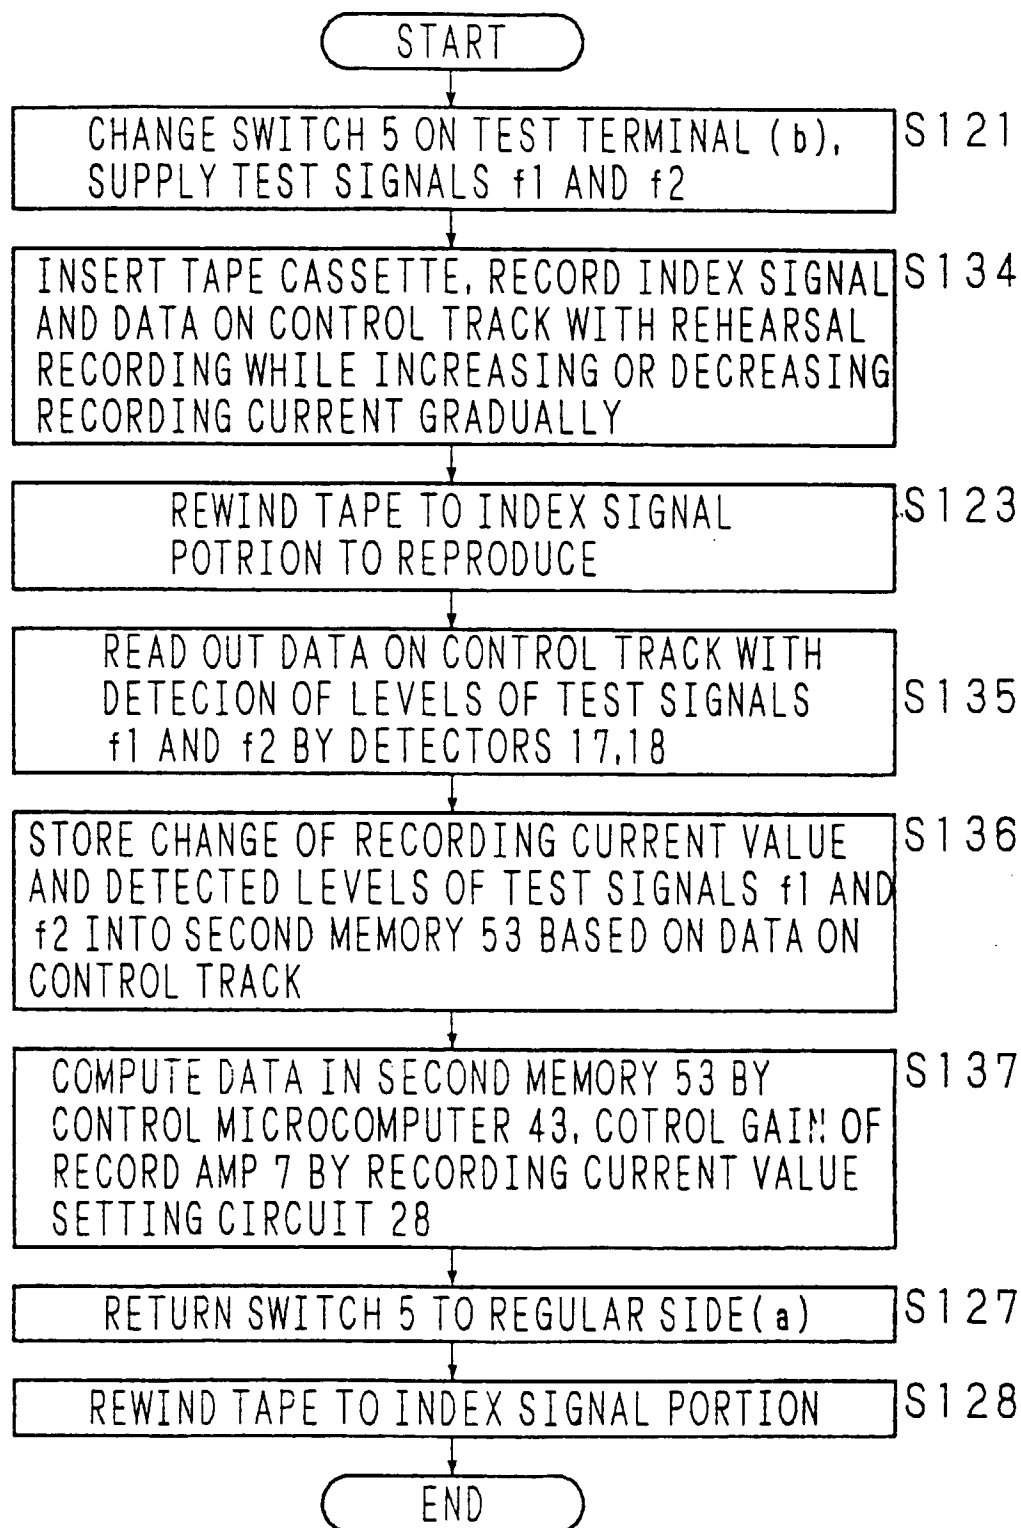 START
CHANGE SWITCH 5 ON TEST TERMINAL (b),
SUPPLY TEST SIGNALS f1 AND f2
S121
INSERT TAPE CASSETTE, RECORD INDEX SIGNAL
AND DATA ON CONTROL TRACK WITH REHEARSAL
RECORDING WHILE INCREASING OR DECREASING
RECORDING CURRENT GRADUALLY
S134
REWIND TAPE TO INDEX SIGNAL
POTRION TO REPRODUCE
S123
READ OUT DATA ON CONTROL TRACK WITH
DETECION OF LEVELS OF TEST SIGNALS
f1 AND f2 BY DETECTORS 17,18
S135
STORE CHANGE OF RECORDING CURRENT VALUE
AND DETECTED LEVELS OF TEST SIGNALS f1 AND
f2 INTO SECOND MEMORY 53 BASED ON DATA ON
CONTROL TRACK
S136
COMPUTE DATA IN SECOND MEMORY 53 BY
CONTROL MICROCOMPUTER 43, COTROL GAIN OF
RECORD AMP 7 BY RECORDING CURRENT VALUE
SETTING CIRCUIT 28
S137
RETURN SWITCH 5 TO REGULAR SIDE(a)
S127
REWIND TAPE TO INDEX SIGNAL PORTION
S128
END